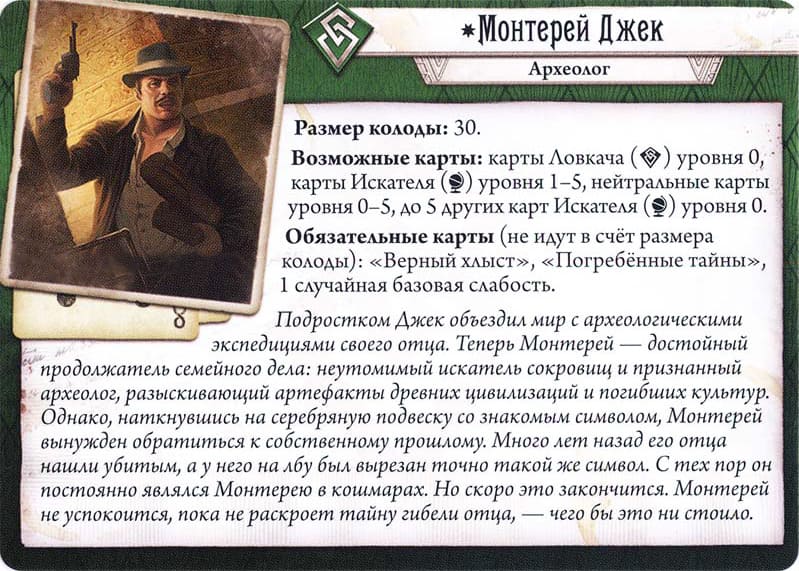 *Монтерей Джек
Археолог
Размер колоды: 30.
Возможные карты: карты Ловкача ( ) уровня 0,
карты Искателя ( ) уровня 1–5, нейтральные карты
уровня 0–5, до 5 других карт Искателя ( ) уровня 0.
Обязательные карты (не идут в счёт размера
колоды): «Верный хлыст», «Погребённые тайны»,
1 случайная базовая слабость.
Подростком Джек объездил мир с археологическими
экспедициями своего отца. Теперь Монтерей — достойный
продолжатель семейного дела: неутомимый искатель сокровищ и признанный
археолог, разыскивающий артефакты древних цивилизаций и погибших культур.
Однако, наткнувшись на серебряную подвеску со знакомым символом, Монтерей
вынужден обратиться к собственному прошлому. Много лет назад его отца
нашли убитым, а у него на лбу был вырезан точно такой же символ. С тех пор он
постоянно являлся Монтерею в кошмарах. Но скоро это закончится. Монтерей
не успокоится, пока не раскроет тайну гибели отца, — чего бы это ни стоило.
8